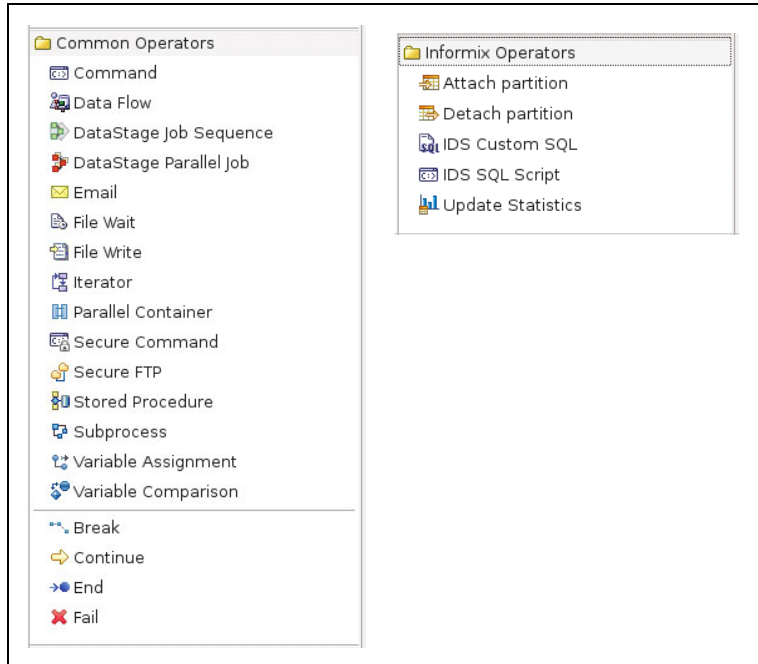 Common Operators
Command
Data Flow
DataStage Job Sequence
DataStage Parallel Job
Email
File Wait
File Write
Iterator
Parallel Container
Secure Command
Secure FTP
Stored Procedure
Subprocess
Variable Assignment
Variable Comparison
Break
Continue
End
Fail
Informix Operators
Attach partition
Detach partition
SQL IDS Custom SQL
IDS SQL Script
Update Statistics